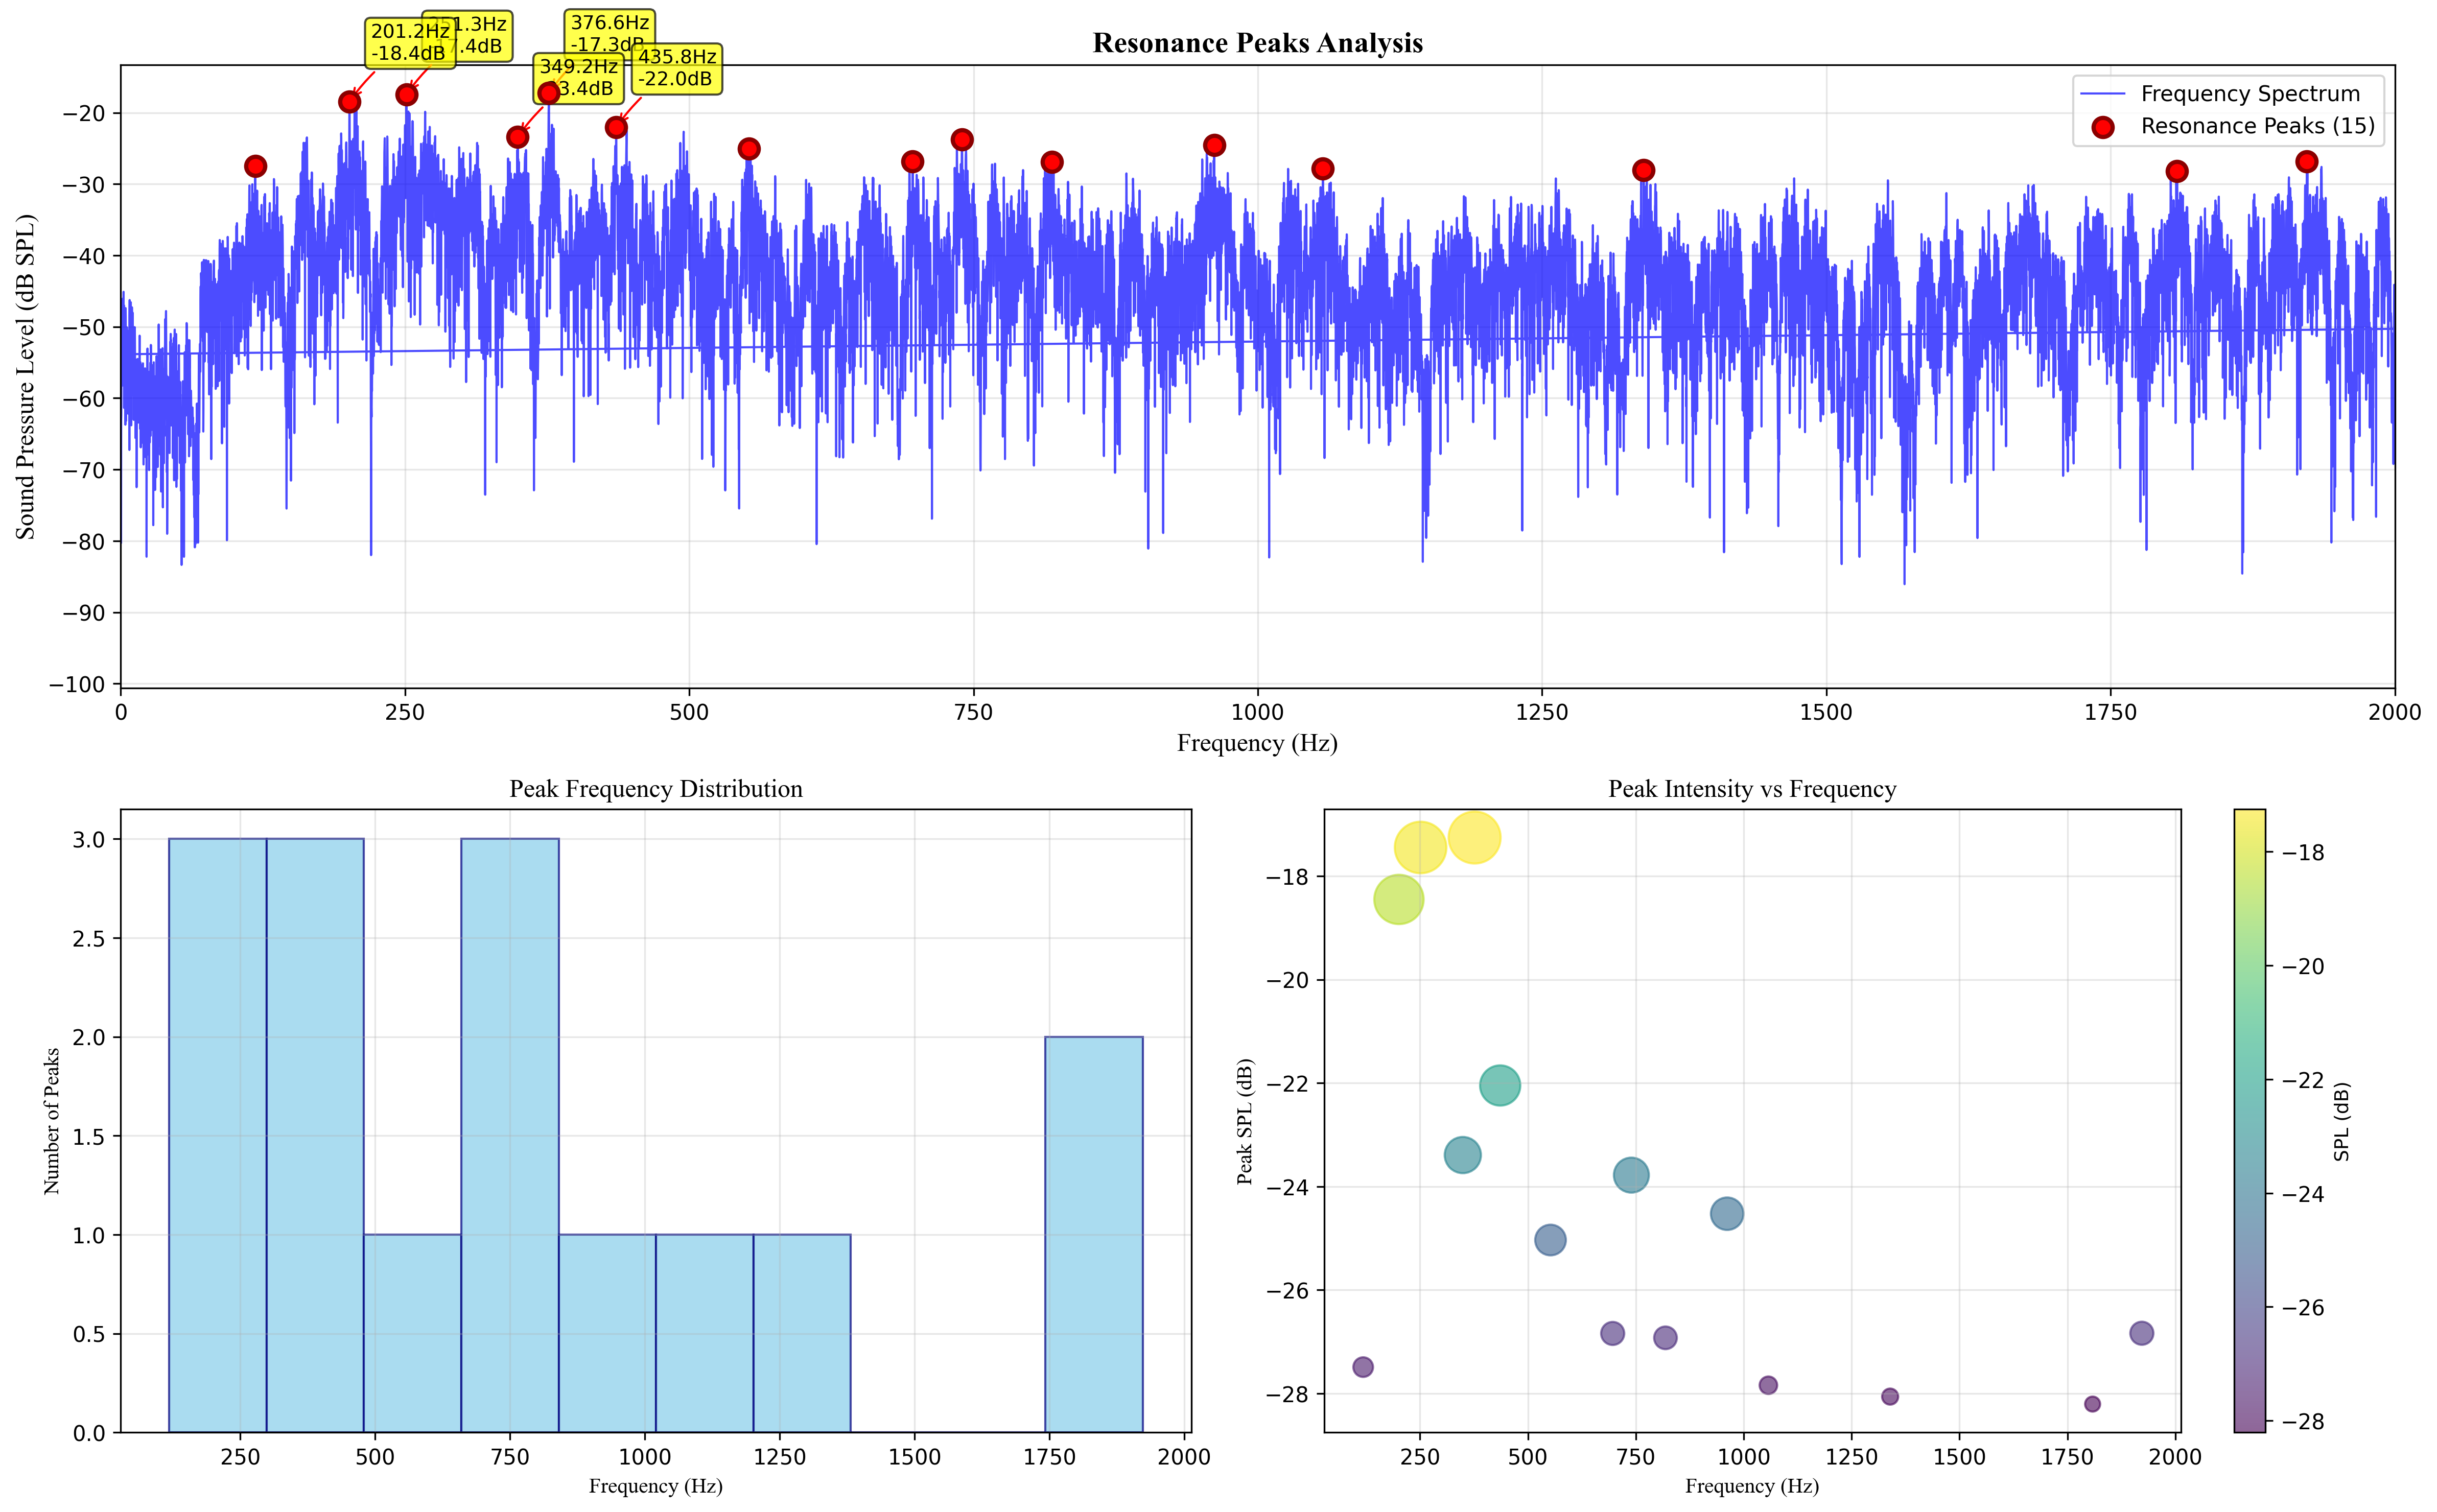 201.2Hz
-18.4dB
376.6Hz
-17.3dB
349.2Hz
435.8Hz
-22.0dB
Resonance Peaks Analysis
Frequency Spectrum
Resonance Peaks (15)
Sound Pressure Level (dB SPL)
−20
−30
−40
−50
−60
−70
−80
−90
−100
0 250 500 750 1000 1250 1500 1750 2000
Frequency (Hz)
Peak Frequency Distribution
Number of Peaks
3.0
2.5
2.0
1.5
1.0
0.5
0.0
250 500 750 1000 1250 1500 1750 2000
Frequency (Hz)
Peak Intensity vs Frequency
Peak SPL (dB)
−18
−20
−22
−24
−26
−28
250 500 750 1000 1250 1500 1750 2000
Frequency (Hz)
−18
−20
−22
−24
−26
−28
SPL (dB)